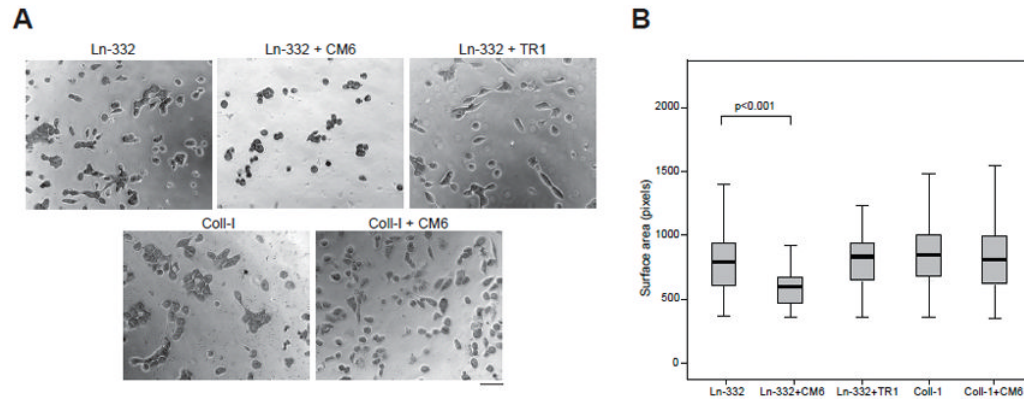 A
Ln-332
Ln-332 + CM6
Ln-332 + TR1
Coll-I
Coll-I + CM6
B
Surface area (pixels)
2000
1500
1000
500
0
p<0.001
Ln-332
Ln-332+CM6
Ln-332+TR1
Coll-1
Coll-1+CM6